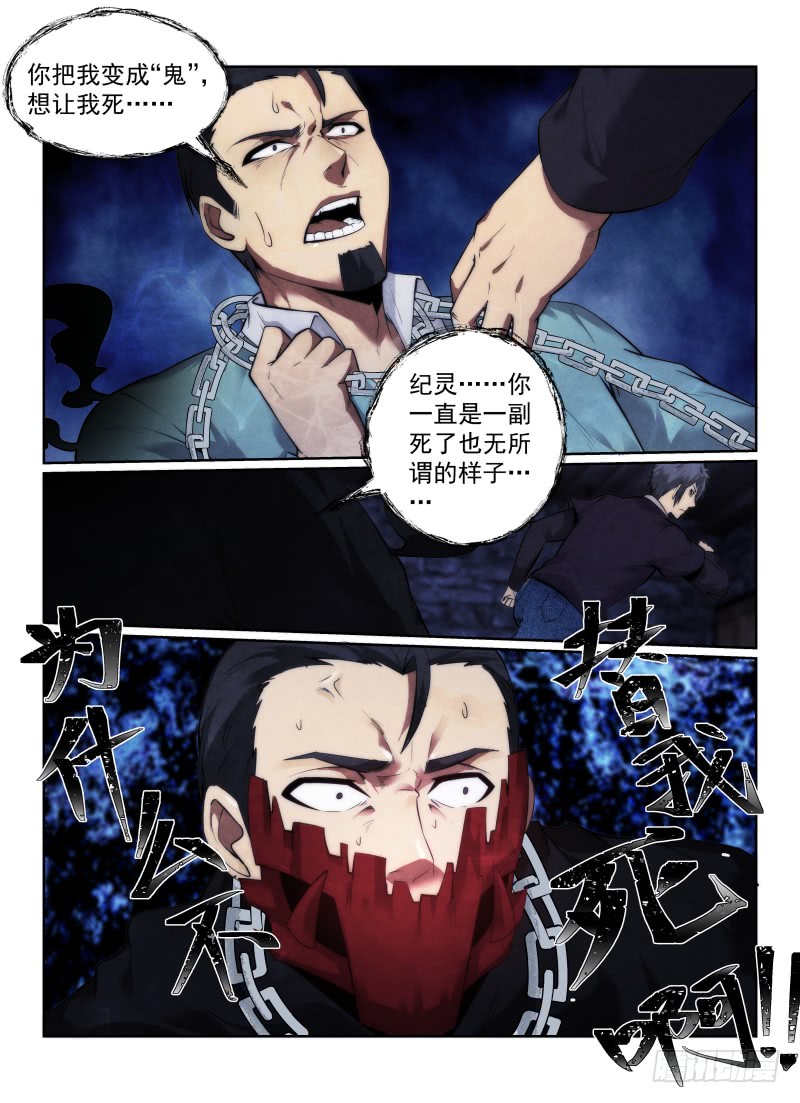 你把我变成“鬼”，
想让我死……
纪灵……你
一直是一副
死了也无所
谓的样子…
…
为什么不
替我死啊!!